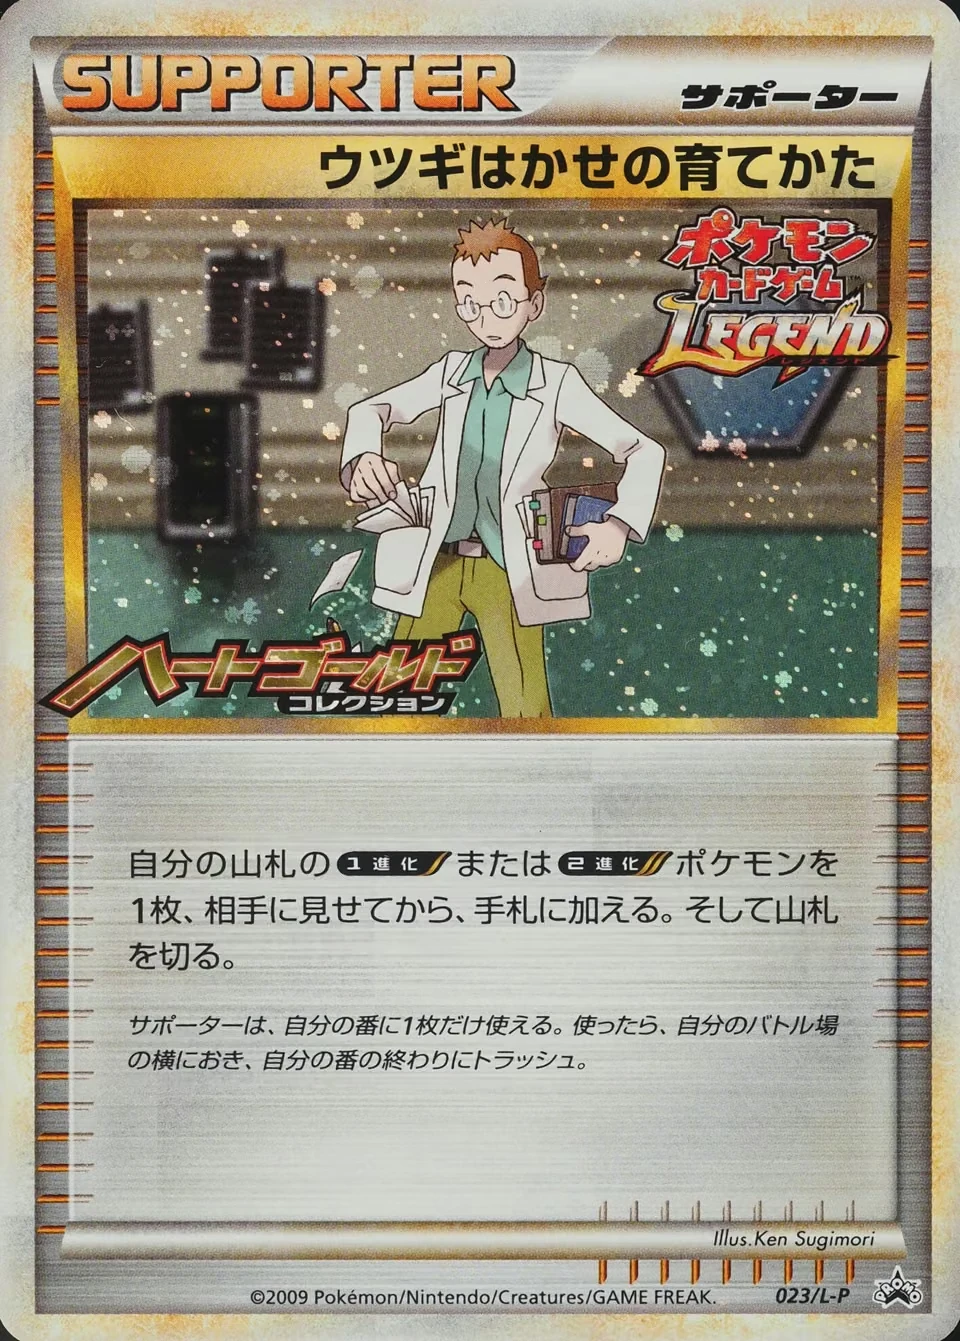 SUPPORTER
サポーター
ウツギはかせの育てかた
ポケモン
カードゲーム™
LEGEND
ハートゴールド
コレクション
自分の山札の1進化または2進化ポケモンを
1枚、相手に見せてから、手札に加える。そして山札
を切る。
サポーターは、自分の番に1枚だけ使える。使ったら、自分のバトル場
の横におき、自分の番の終わりにトラッシュ。
Illus.Ken Sugimori
©2009 Pokémon/Nintendo/Creatures/GAME FREAK.
023/L-P
PROMO